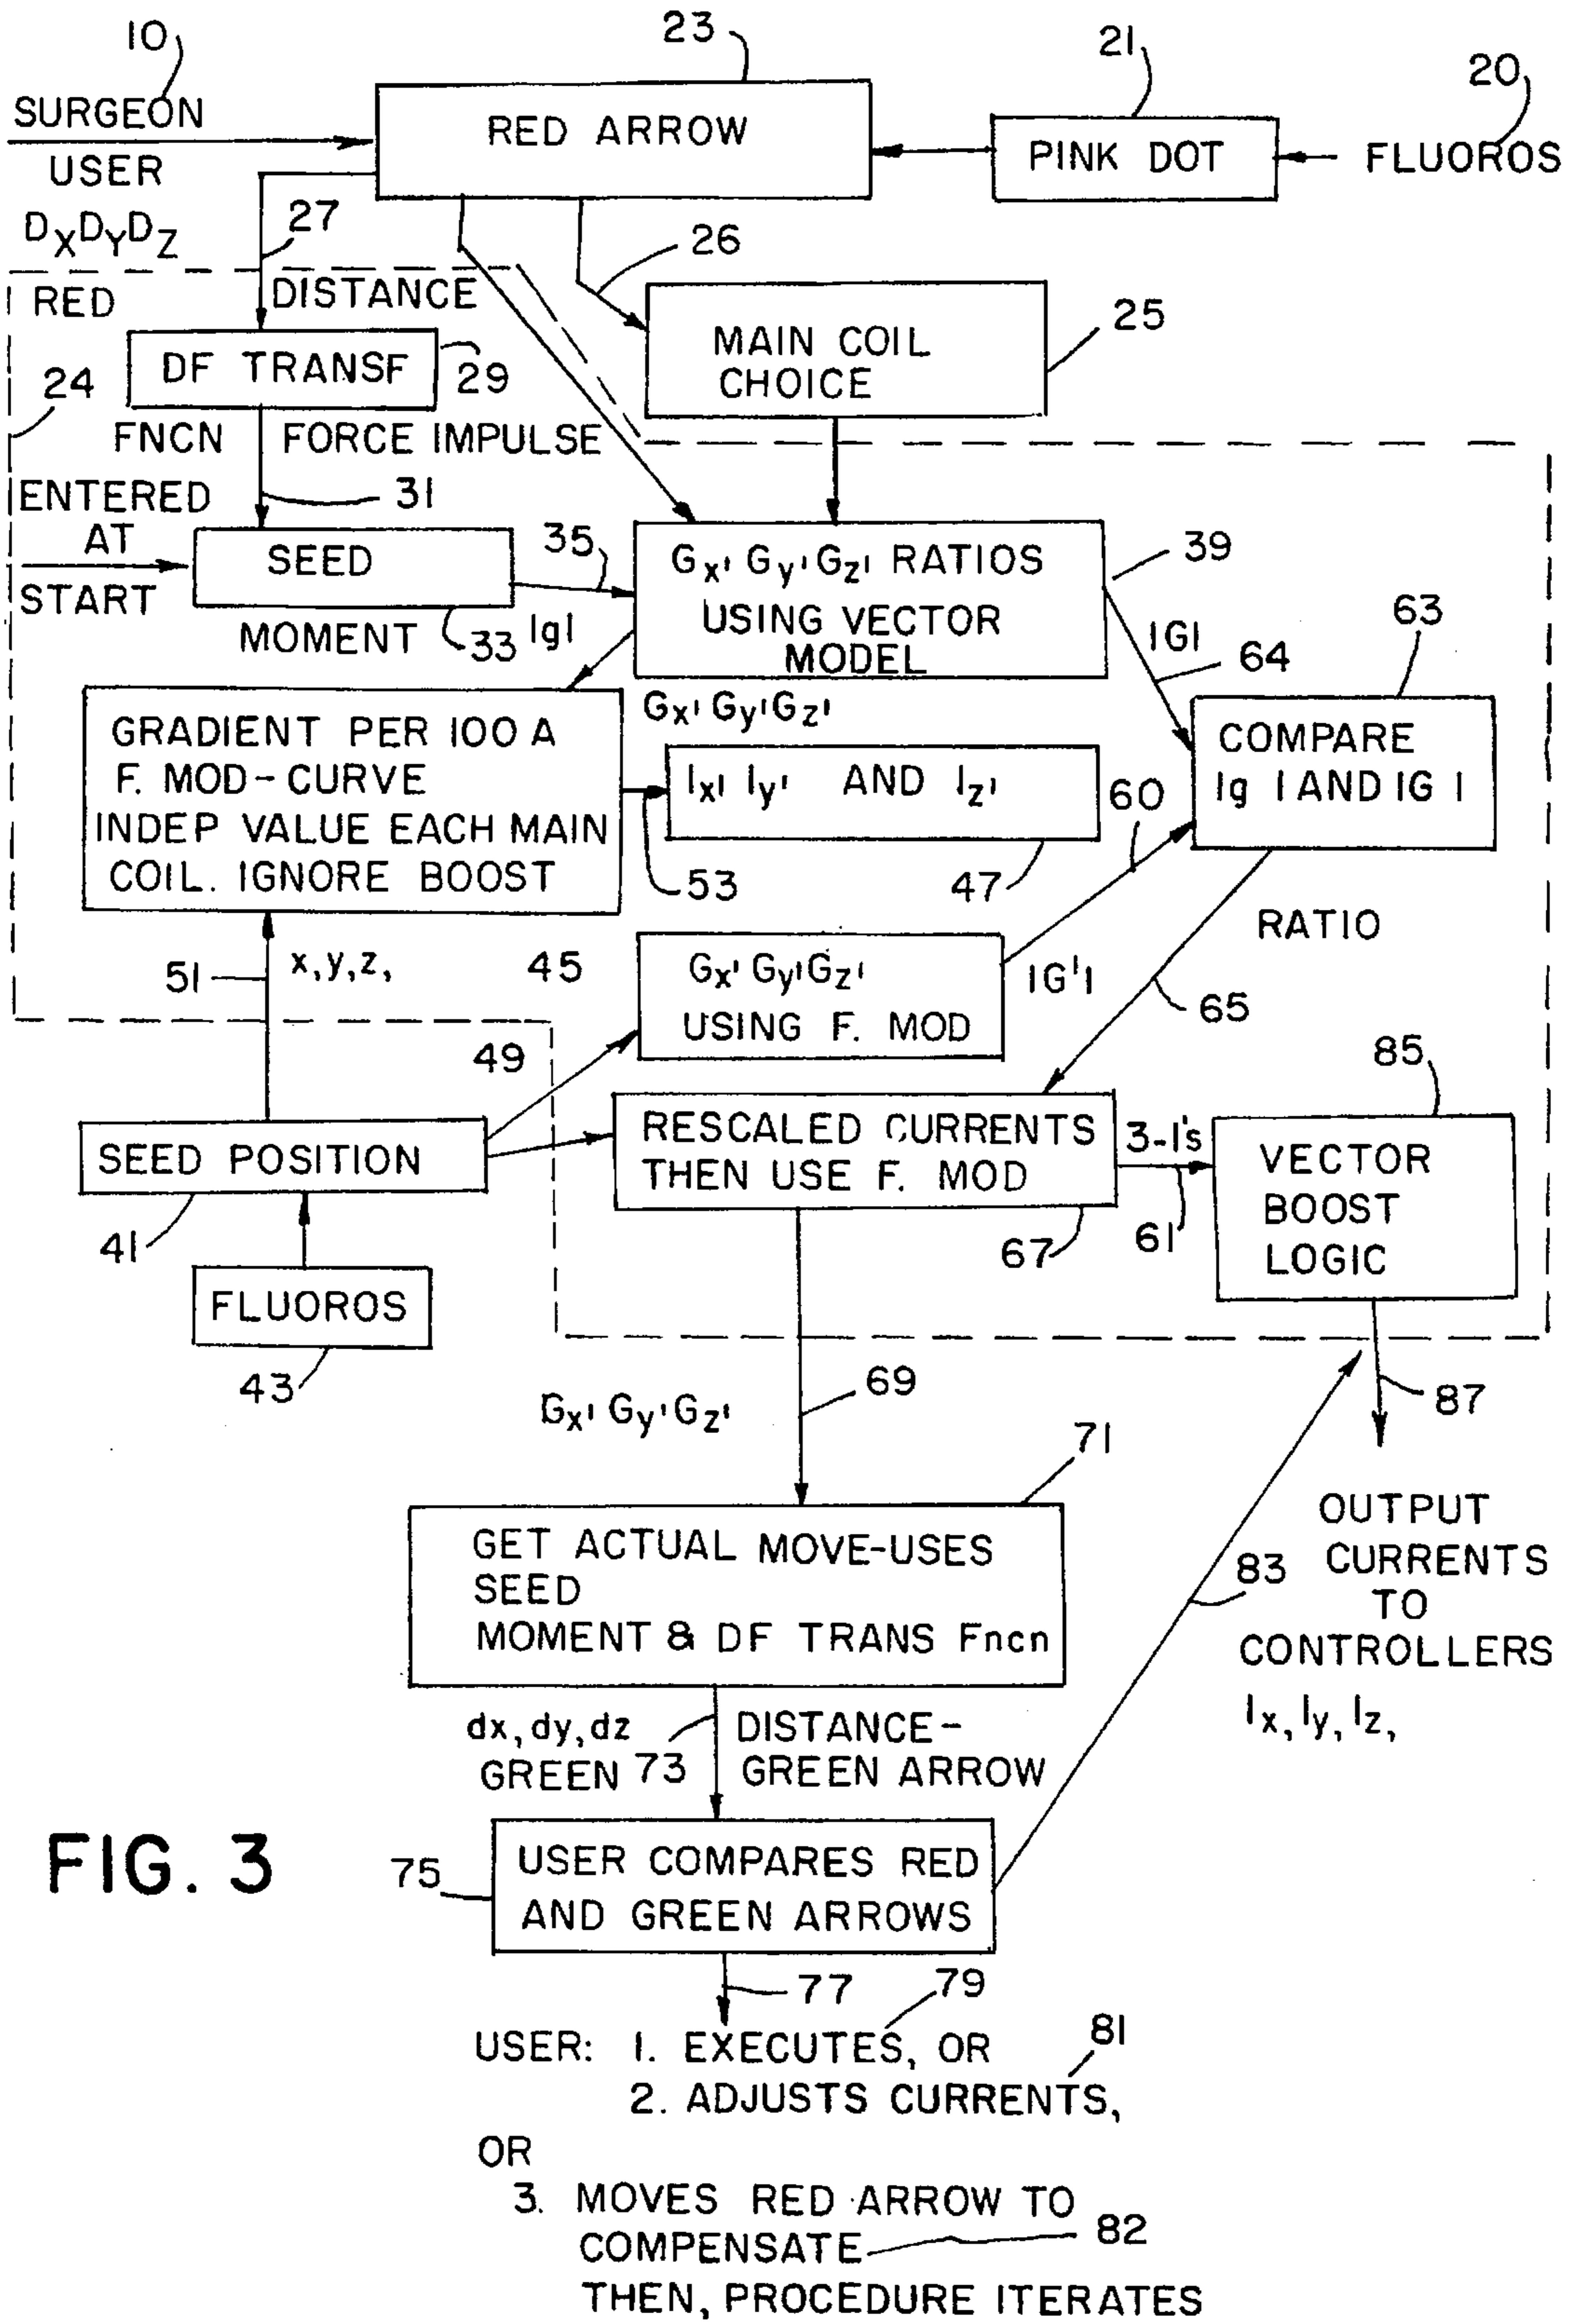 10
23
21
20
SURGEON
USER
DXDYDZ
RED ARROW
PINK DOT
FLUOROS
27
26
RED
DISTANCE
24
DF TRANSF
29
MAIN COIL
CHOICE
25
FNCN
FORCE IMPULSE
31
ENTERED
AT
START
SEED
35
MOMENT
33
|g|
Gx' Gy' Gz' RATIOS
USING VECTOR
MODEL
39
|G|
64
63
Gx' Gy' Gz'
GRADIENT PER 100 A
F. MOD-CURVE
INDEP VALUE EACH MAIN
COIL. IGNORE BOOST
Ix' Iy' AND Iz'
53
47
60
COMPARE
|g | AND |G |
RATIO
51
x,y,z,
45
Gx' Gy' Gz'
USING F. MOD
|G'|
65
49
85
SEED POSITION
41
RESCALED CURRENTS
THEN USE F. MOD
67
3-1's
61
VECTOR
BOOST
LOGIC
FLUOROS
43
Gx' Gy' Gz'
69
87
71
GET ACTUAL MOVE-USES
SEED
MOMENT & DF TRANS Fncn
OUTPUT
CURRENTS
TO
CONTROLLERS
Ix, Iy, Iz,
83
dx, dy, dz
GREEN
73
DISTANCE-
GREEN ARROW
FIG. 3
75
USER COMPARES RED
AND GREEN ARROWS
77
79
USER: 1. EXECUTES, OR
81
2. ADJUSTS CURRENTS,
OR
3. MOVES RED ARROW TO
COMPENSATE
82
THEN, PROCEDURE ITERATES